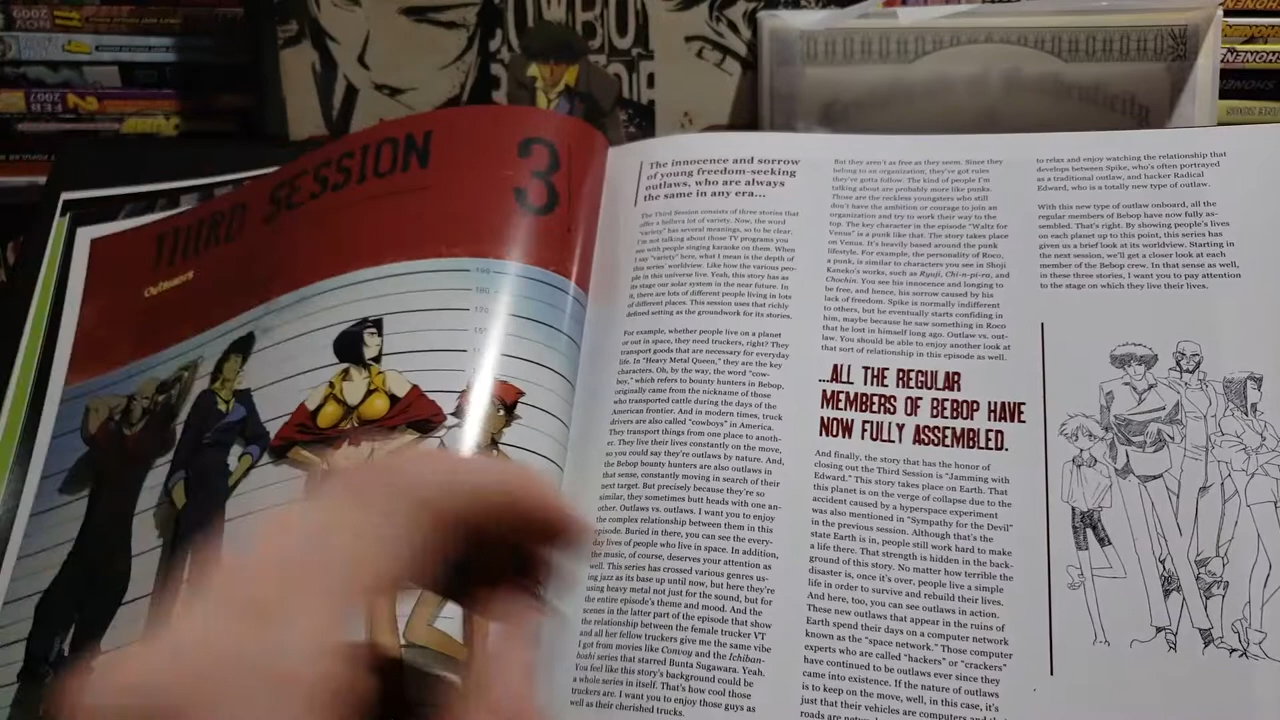 NOV 2009
FEB 2007
COWBO
SHONEN
SHONEN
THIRD SESSION 3
Outlaws
190
180
170
The innocence and sorrow
of young freedom-seeking
outlaws, who are always
the same in any era...
The Third Session consists of three stories that
offer a helluva lot of variety. Now, the word
"variety" has several meanings, so to be clear,
I'm not talking about those TV programs you
see with people singing karaoke on them. When
I say "variety" here, what I mean is the depth of
this series' worldview. Like how the various peo-
ple in this universe live. Yeah, this story has as
its stage our solar system in the near future. In
it, there are lots of different people living in lots
of different places. This session uses that richly
defined setting as the groundwork for its stories.
For example, whether people live on a planet
or out in space, they need truckers, right? They
transport goods that are necessary for everyday
life. In "Heavy Metal Queen," they are the key
characters. Oh, by the way, the word "cow-
boy," which refers to bounty hunters in Bebop,
originally came from the nickname of those
who transported cattle during the days of the
American frontier. And in modern times, truck
drivers are also called "cowboys" in America.
They transport things from one place to anoth-
er. They live their lives constantly on the move,
so you could say they're outlaws by nature. And,
the Bebop bounty hunters are also outlaws in
that sense, constantly moving in search of their
next target. But precisely because they're so
similar, they sometimes butt heads with one an-
other. Outlaws vs. outlaws. I want you to enjoy
the complex relationship between them in this
episode. Buried in there, you can see the every-
day lives of people who live in space. In addition,
the music, of course, deserves your attention as
well. This series has crossed various genres us-
ing jazz as its base up until now, but here they're
using heavy metal not just for the sound, but for
the entire episode's theme and mood. And the
scenes in the latter part of the episode that show
the relationship between the female trucker VT
and all her fellow truckers give me the same vibe
I got from movies like Convoy and the Ichiban-
boshi series that starred Bunta Sugawara. Yeah.
You feel like this story's background could be
a whole series in itself. That's how cool those
truckers are. I want you to enjoy those guys as
well as their cherished trucks.
But they aren't as free as they seem. Since they
belong to an organization, they've got rules
they've gotta follow. The kind of people I'm
talking about are probably more like punks.
Those are the reckless youngsters who still
don't have the ambition or courage to join an
organization and try to work their way to the
top. The key character in the episode "Waltz for
Venus" is a punk like that. The story takes place
on Venus. It's heavily based around the punk
lifestyle. For example, the personality of Roco,
a punk, is similar to characters you see in Shoji
Kaneko's works, such as Ryuji, Chi-n-pi-ra, and
Chochin. You see his innocence and longing to
be free, and hence, his sorrow caused by his
lack of freedom. Spike is normally indifferent
to others, but he eventually starts confiding in
him, maybe because he saw something in Roco
that he lost in himself long ago. Outlaw vs. out-
law. You should be able to enjoy another look at
that sort of relationship in this episode as well.
...ALL THE REGULAR
MEMBERS OF BEBOP HAVE
NOW FULLY ASSEMBLED.
And finally, the story that has the honor of
closing out the Third Session is "Jamming with
Edward." This story takes place on Earth. That
this planet is on the verge of collapse due to the
accident caused by a hyperspace experiment
was also mentioned in "Sympathy for the Devil"
in the previous session. Although that's the
state Earth is in, people still work hard to make
a life there. That strength is hidden in the back-
ground of this story. No matter how terrible the
disaster is, once it's over, people live a simple
life in order to survive and rebuild their lives.
And here, too, you can see outlaws in action.
These new outlaws that appear in the ruins of
Earth spend their days on a computer network
known as the "space network." Those computer
experts who are called "hackers" or "crackers"
have continued to be outlaws ever since they
came into existence. If the nature of outlaws
is to keep on the move, well, in this case, it's
just that their vehicles are computers and
roads are
to relax and enjoy watching the relationship that
develops between Spike, who's often portrayed
as a traditional outlaw, and hacker Radical
Edward, who is a totally new type of outlaw.
With this new type of outlaw onboard, all the
regular members of Bebop have now fully as-
sembled. That's right. By showing people's lives
on each planet up to this point, this series has
given us a brief look at its worldview. Starting in
the next session, we'll get a closer look at each
member of the Bebop crew. In that sense as well,
in these three stories, I want you to pay attention
to the stage on which they live their lives.